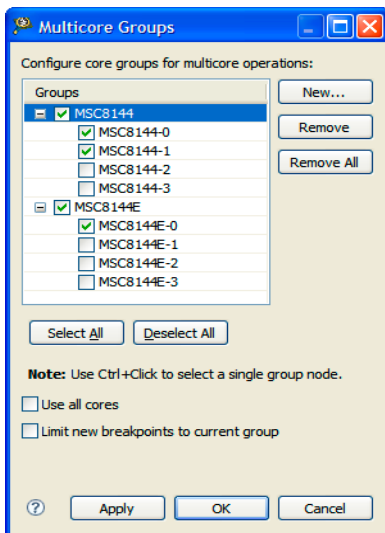 Multicore Groups
Configure core groups for multicore operations:
Groups
New...
MSC8144
Remove
MSC8144-0
MSC8144-1
Remove All
MSC8144-2
MSC8144-3
MSC8144E
MSC8144E-0
MSC8144E-1
MSC8144E-2
MSC8144E-3
Select All
Deselect All
Note: Use Ctrl+Click to select a single group node.
Use all cores
Limit new breakpoints to current group
?
Apply
OK
Cancel